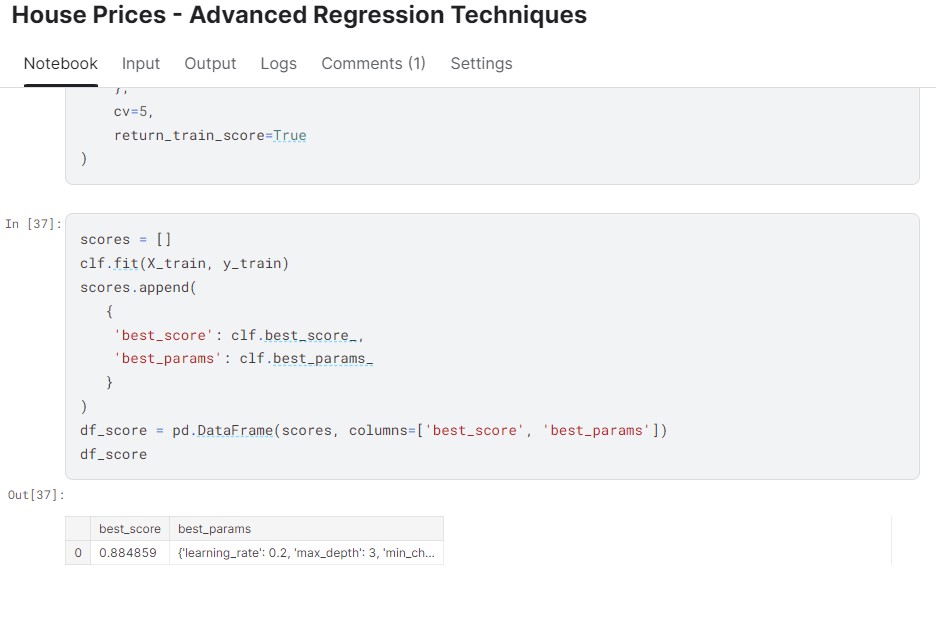 House Prices - Advanced Regression Techniques
Notebook Input Output Logs Comments (1) Settings
},
cv=5,
return_train_score=True
)
In [37]:
scores = []
clf.fit(X_train, y_train)
scores.append(
{
'best_score': clf.best_score_,
'best_params': clf.best_params_
}
)
df_score = pd.DataFrame(scores, columns=['best_score', 'best_params'])
df_score
Out[37]:
best_score best_params
0 0.884859 {'learning_rate': 0.2, 'max_depth': 3, 'min_ch...